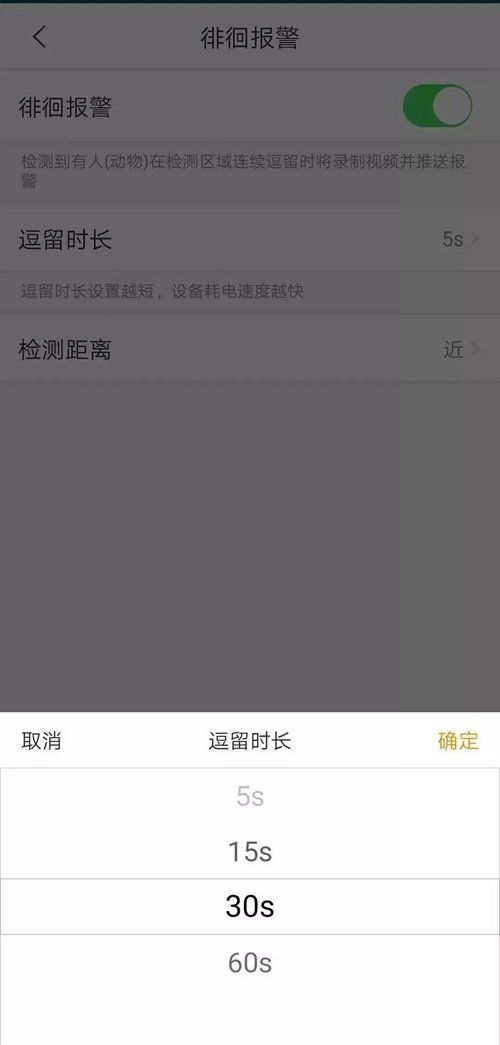 徘徊报警
徘徊报警
检测到有人(动物)在检测区域连续逗留时将录制视频并推送报
警
逗留时长 5s
逗留时长设置越短，设备耗电速度越快
检测距离 近
取消 逗留时长 确定
5s
15s
30s
60s